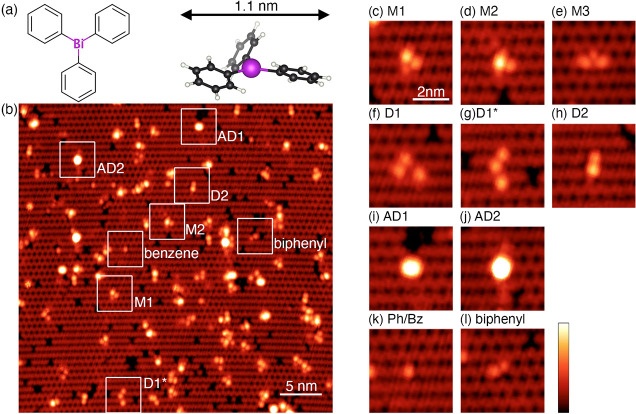 (a)
Bi
1.1 nm
(b)
AD1
AD2
D2
M2
biphenyl
benzene
M1
D1*
5 nm
(c) M1
(d) M2
(e) M3
2nm
(f) D1
(g)D1*
(h) D2
(i) AD1
(j) AD2
(k) Ph/Bz
(l) biphenyl